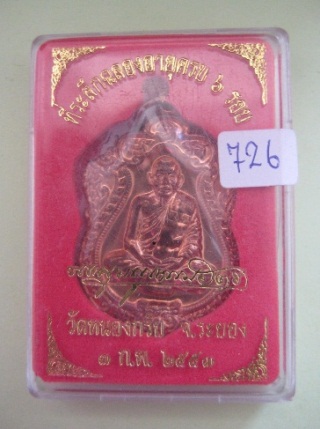 ที่ระลึกฉลองอายุครบ ๖ รอบ
726
วัดหนองกรับ จ.ระยอง
๗ ก.พ. ๒๕๕๓